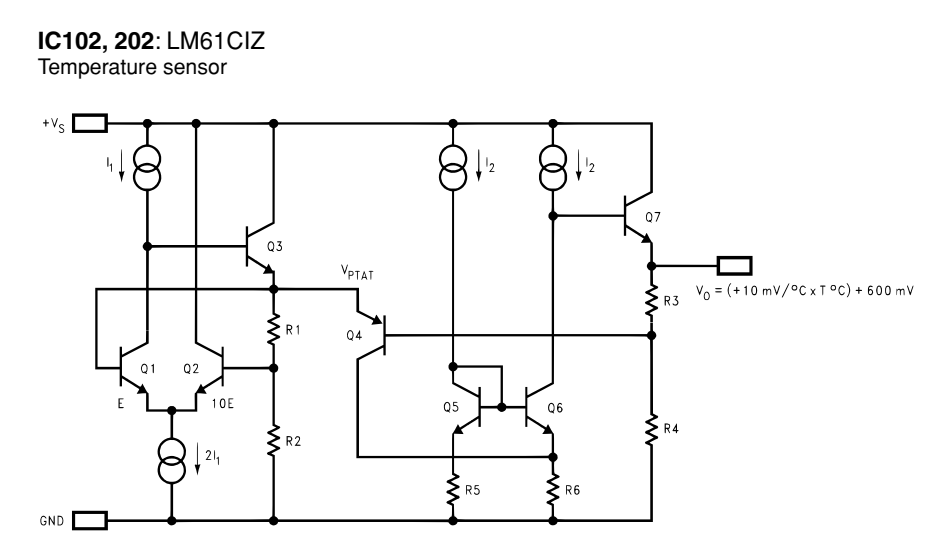 IC102, 202: LM61CIZ
Temperature sensor
+VS
I1
I2
I2
Q7
Q3
VPTAT
VO = (+10 mV/°C x T °C) + 600 mV
R3
R1
Q4
Q1
Q2
E
10E
Q5
Q6
R4
R2
2I1
R5
R6
GND